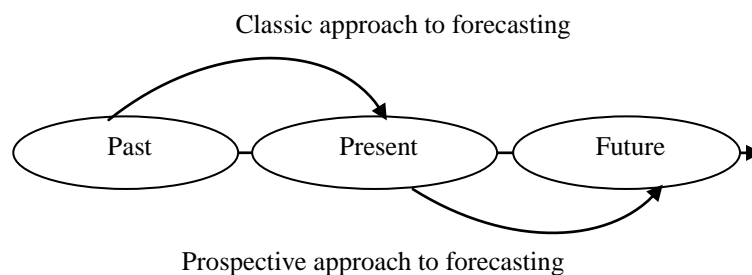 Classic approach to forecasting
Past Present Future
Prospective approach to forecasting